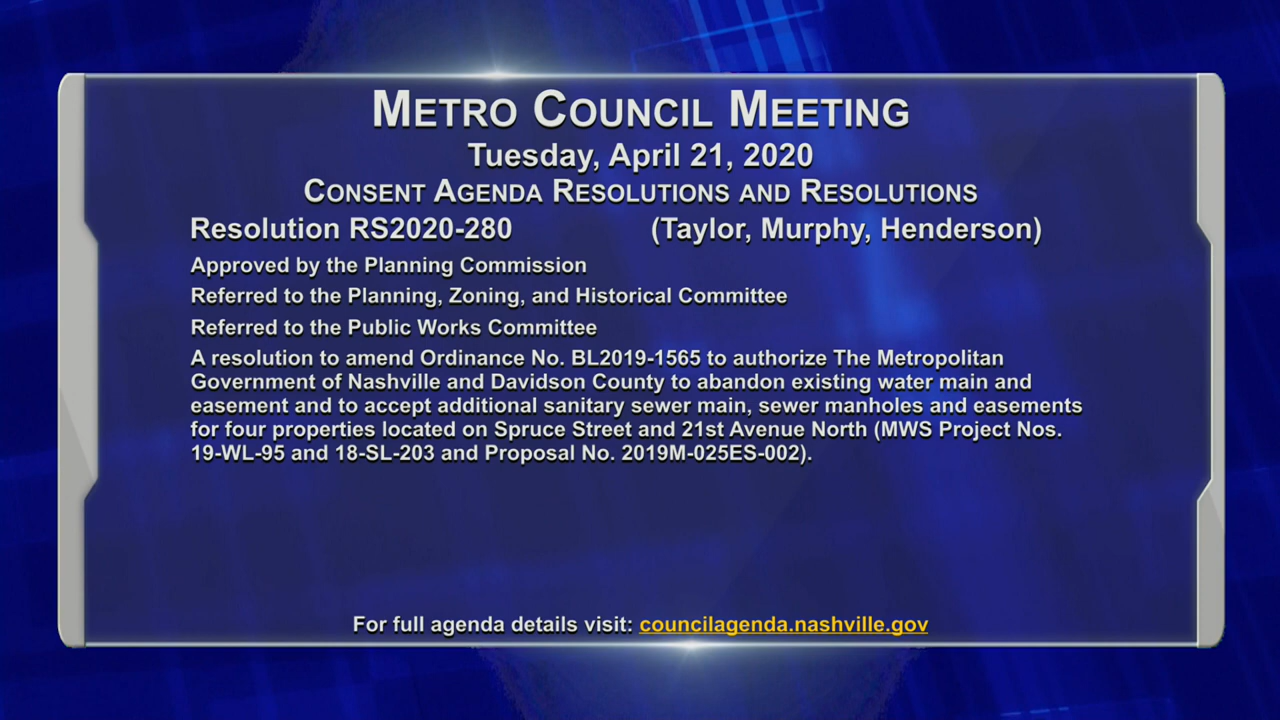 METRO COUNCIL MEETING
Tuesday, April 21, 2020
CONSENT AGENDA RESOLUTIONS AND RESOLUTIONS
Resolution RS2020-280 (Taylor, Murphy, Henderson)
Approved by the Planning Commission
Referred to the Planning, Zoning, and Historical Committee
Referred to the Public Works Committee
A resolution to amend Ordinance No. BL2019-1565 to authorize The Metropolitan
Government of Nashville and Davidson County to abandon existing water main and
easement and to accept additional sanitary sewer main, sewer manholes and easements
for four properties located on Spruce Street and 21st Avenue North (MWS Project Nos.
19-WL-95 and 18-SL-203 and Proposal No. 2019M-025ES-002).
For full agenda details visit: councilagenda.nashville.gov